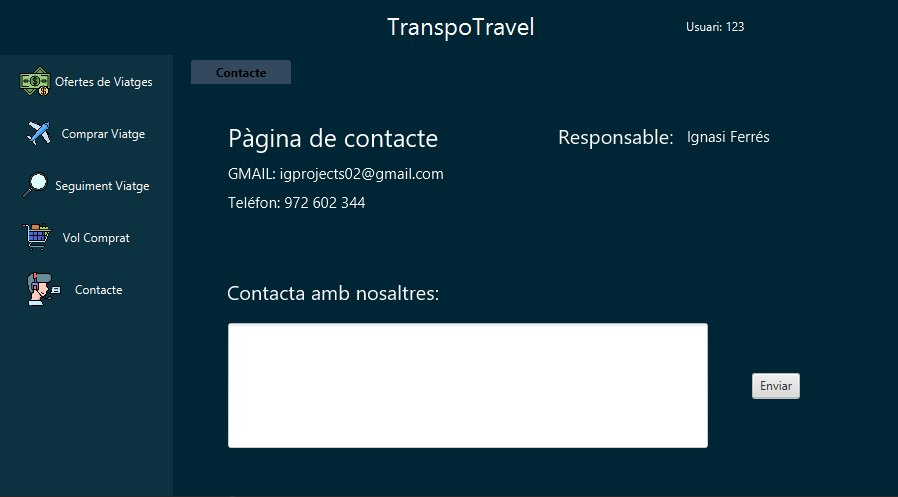 TranspoTravel
Usuari: 123
Ofertes de Viatges
Comprar Viatge
Seguiment Viatge
Vol Comprat
Contacte
Contacte
Pàgina de contacte
Responsable: Ignasi Ferrés
GMAIL: igprojects02@gmail.com
Teléfon: 972 602 344
Contacta amb nosaltres:
Enviar